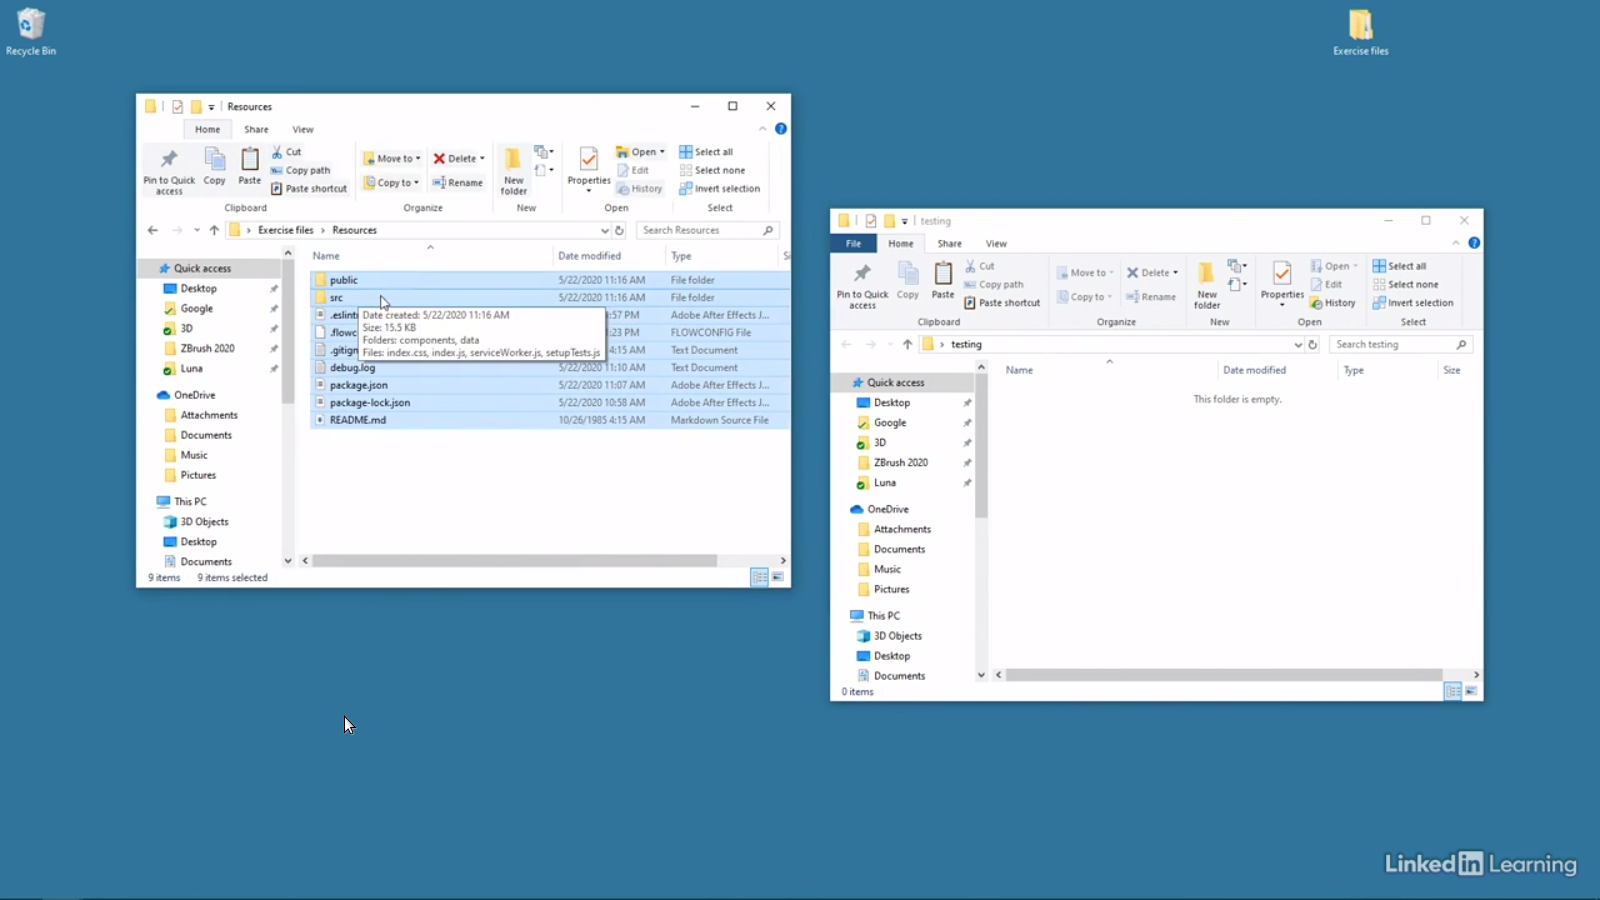 Recycle Bin
Exercise files
Resources
Home Share View
Pin to Quick access
Copy
Paste
Cut
Copy path
Paste shortcut
Clipboard
Move to
Copy to
Delete
Rename
Organize
New folder
New
Properties
Open
Edit
History
Open
Select all
Select none
Invert selection
Select
Exercise files > Resources
Search Resources
Name Date modified Type
Quick access
Desktop
Google
3D
ZBrush 2020
Luna
OneDrive
Attachments
Documents
Music
Pictures
This PC
3D Objects
Desktop
Documents
public 5/22/2020 11:16 AM File folder
src 5/22/2020 11:16 AM File folder
Adobe After Effects J...
FLOWCONFIG File
.flowc :23 PM
.eslint :57 PM
.gitign 4:15 AM Text Document
Date created: 5/22/2020 11:16 AM
Size: 15.5 KB
Folders: components, data
Files: index.css, index.js, serviceWorker.js, setupTests.js
debug.log 5/22/2020 11:10 AM Text Document
package.json 5/22/2020 11:07 AM Adobe After Effects J...
package-lock.json 5/22/2020 10:58 AM Adobe After Effects J...
README.md 10/26/1985 4:15 AM Markdown Source File
9 items 9 items selected
testing
File Home Share View
Pin to Quick access
Copy
Paste
Cut
Copy path
Paste shortcut
Clipboard
Move to
Copy to
Delete
Rename
Organize
New folder
New
Properties
Open
Edit
History
Open
Select all
Select none
Invert selection
Select
testing
Search testing
Name Date modified Type Size
This folder is empty.
Quick access
Desktop
Google
3D
ZBrush 2020
Luna
OneDrive
Attachments
Documents
Music
Pictures
This PC
3D Objects
Desktop
Documents
0 items
Linked in Learning